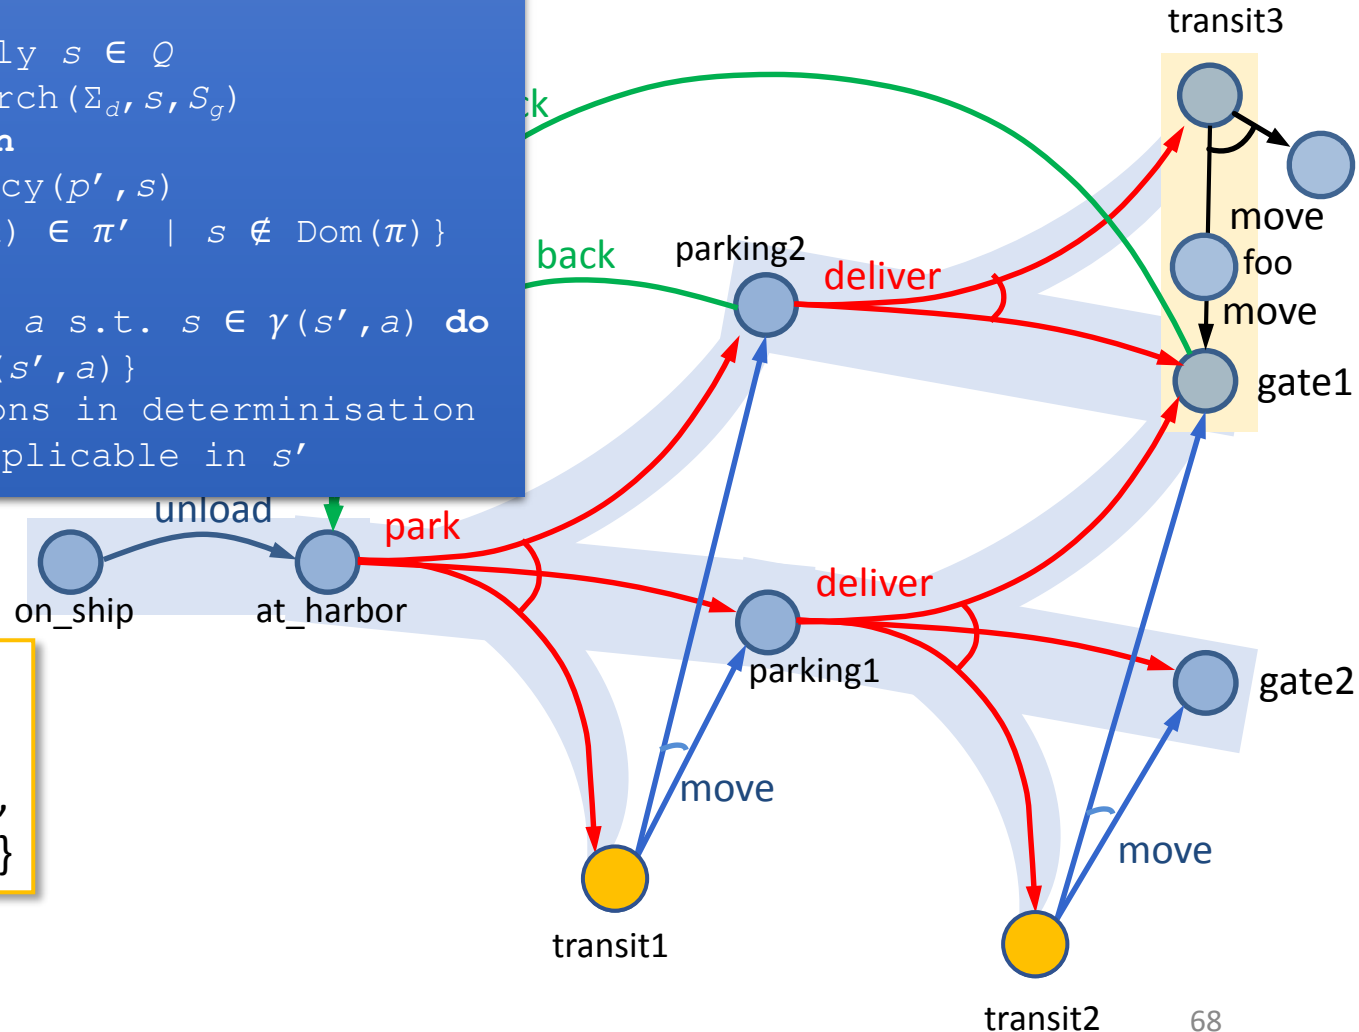 ly s ∈ Q
rch(Σd,s,Sg)
n
cy(p′,s)
) ∈ π′ | s ∉ Dom(π)}
a s.t. s ∈ γ(s′,a) do
(s′,a)}
ons in determinisation
plicable in s′
transit3
ck
move
foo
move
parking2
back
deliver
gate1
unload
park
on_ship
at_harbor
deliver
parking1
gate2
,
}
move
move
transit1
transit2
68